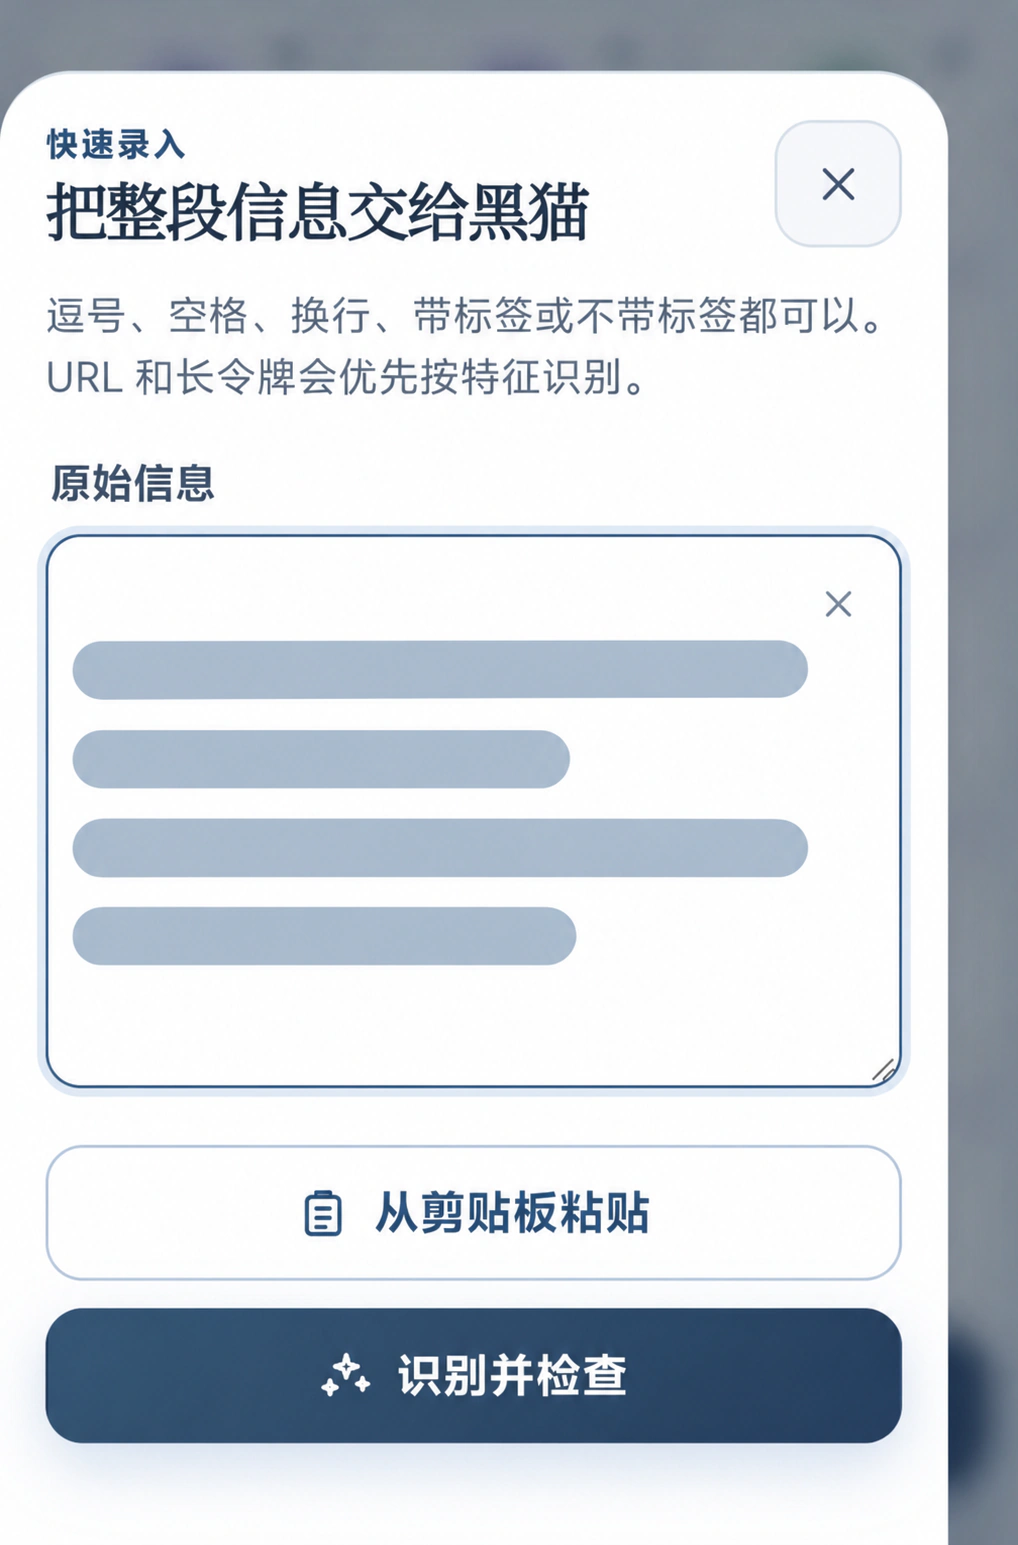 快速录入
把整段信息交给黑猫
逗号、空格、换行、带标签或不带标签都可以。
URL 和长令牌会优先按特征识别。
原始信息
从剪贴板粘贴
识别并检查